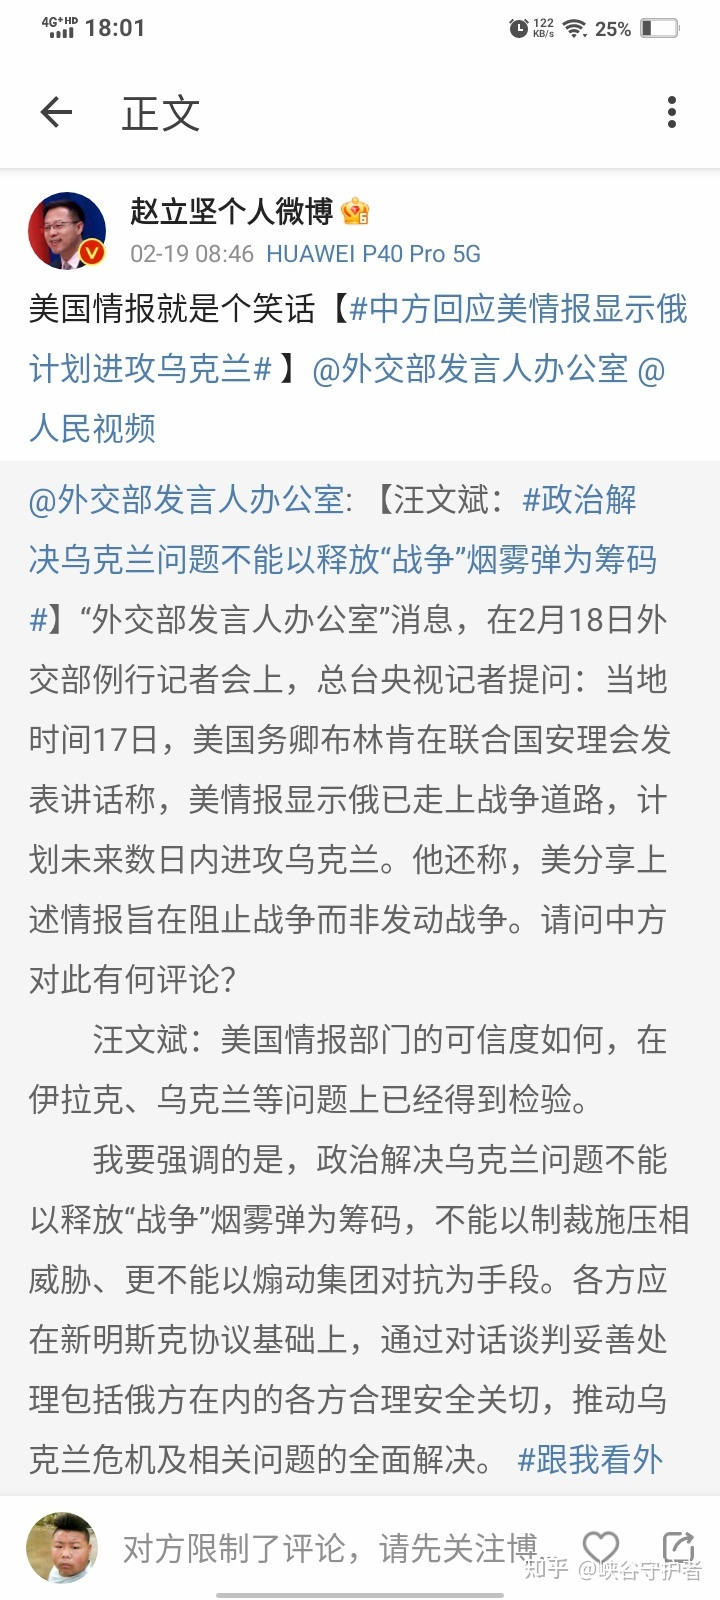 4G+HD 18:01 122 KB/s 25%
正文
赵立坚个人微博
02-19 08:46 HUAWEI P40 Pro 5G
美国情报就是个笑话【#中方回应美情报显示俄
计划进攻乌克兰# 】@外交部发言人办公室 @
人民视频
@外交部发言人办公室: 【汪文斌：#政治解
决乌克兰问题不能以释放“战争”烟雾弹为筹码
#】“外交部发言人办公室”消息，在2月18日外
交部例行记者会上，总台央视记者提问：当地
时间17日，美国务卿布林肯在联合国安理会发
表讲话称，美情报显示俄已走上战争道路，计
划未来数日内进攻乌克兰。他还称，美分享上
述情报旨在阻止战争而非发动战争。请问中方
对此有何评论？
汪文斌：美国情报部门的可信度如何，在
伊拉克、乌克兰等问题上已经得到检验。
我要强调的是，政治解决乌克兰问题不能
以释放“战争”烟雾弹为筹码，不能以制裁施压相
威胁、更不能以煽动集团对抗为手段。各方应
在新明斯克协议基础上，通过对话谈判妥善处
理包括俄方在内的各方合理安全关切，推动乌
克兰危机及相关问题的全面解决。 #跟我看外
对方限制了评论，请先关注博...
知乎 @峡谷守护者